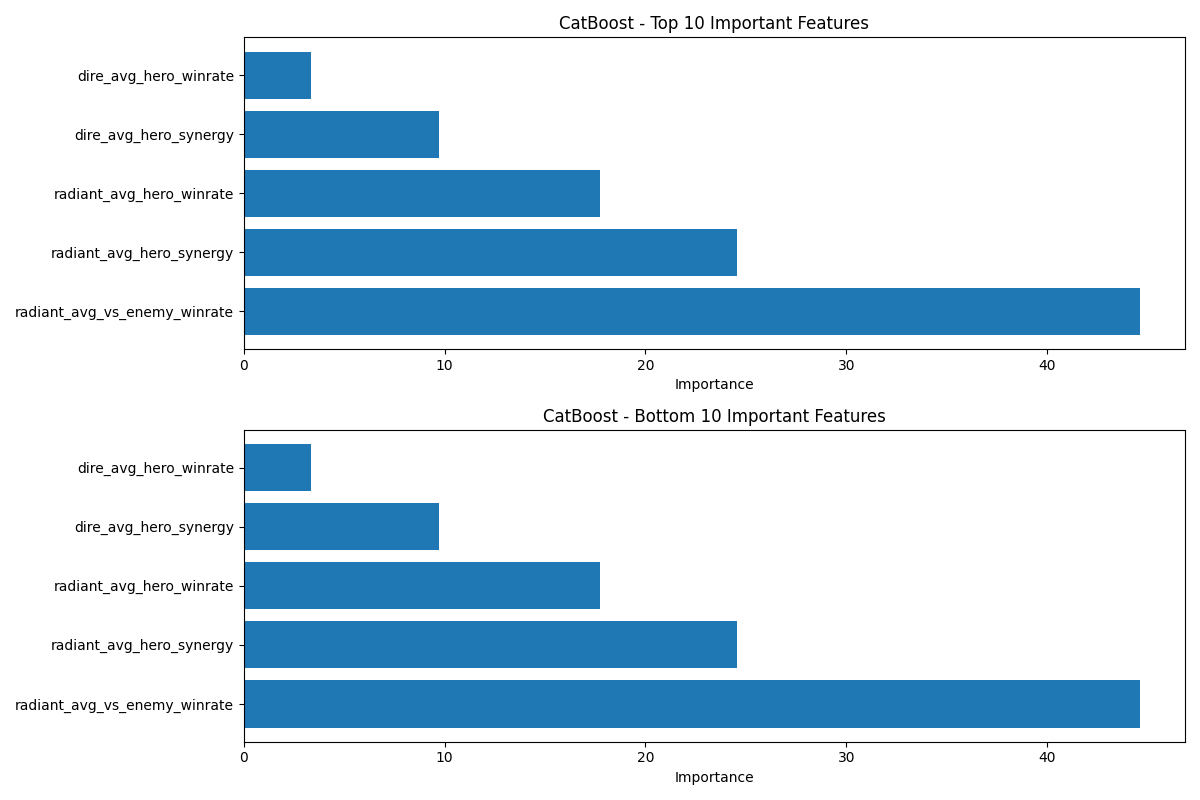 CatBoost - Top 10 Important Features
dire_avg_hero_winrate
dire_avg_hero_synergy
radiant_avg_hero_winrate
radiant_avg_hero_synergy
radiant_avg_vs_enemy_winrate
0 10 20 30 40
Importance
CatBoost - Bottom 10 Important Features
dire_avg_hero_winrate
dire_avg_hero_synergy
radiant_avg_hero_winrate
radiant_avg_hero_synergy
radiant_avg_vs_enemy_winrate
0 10 20 30 40
Importance